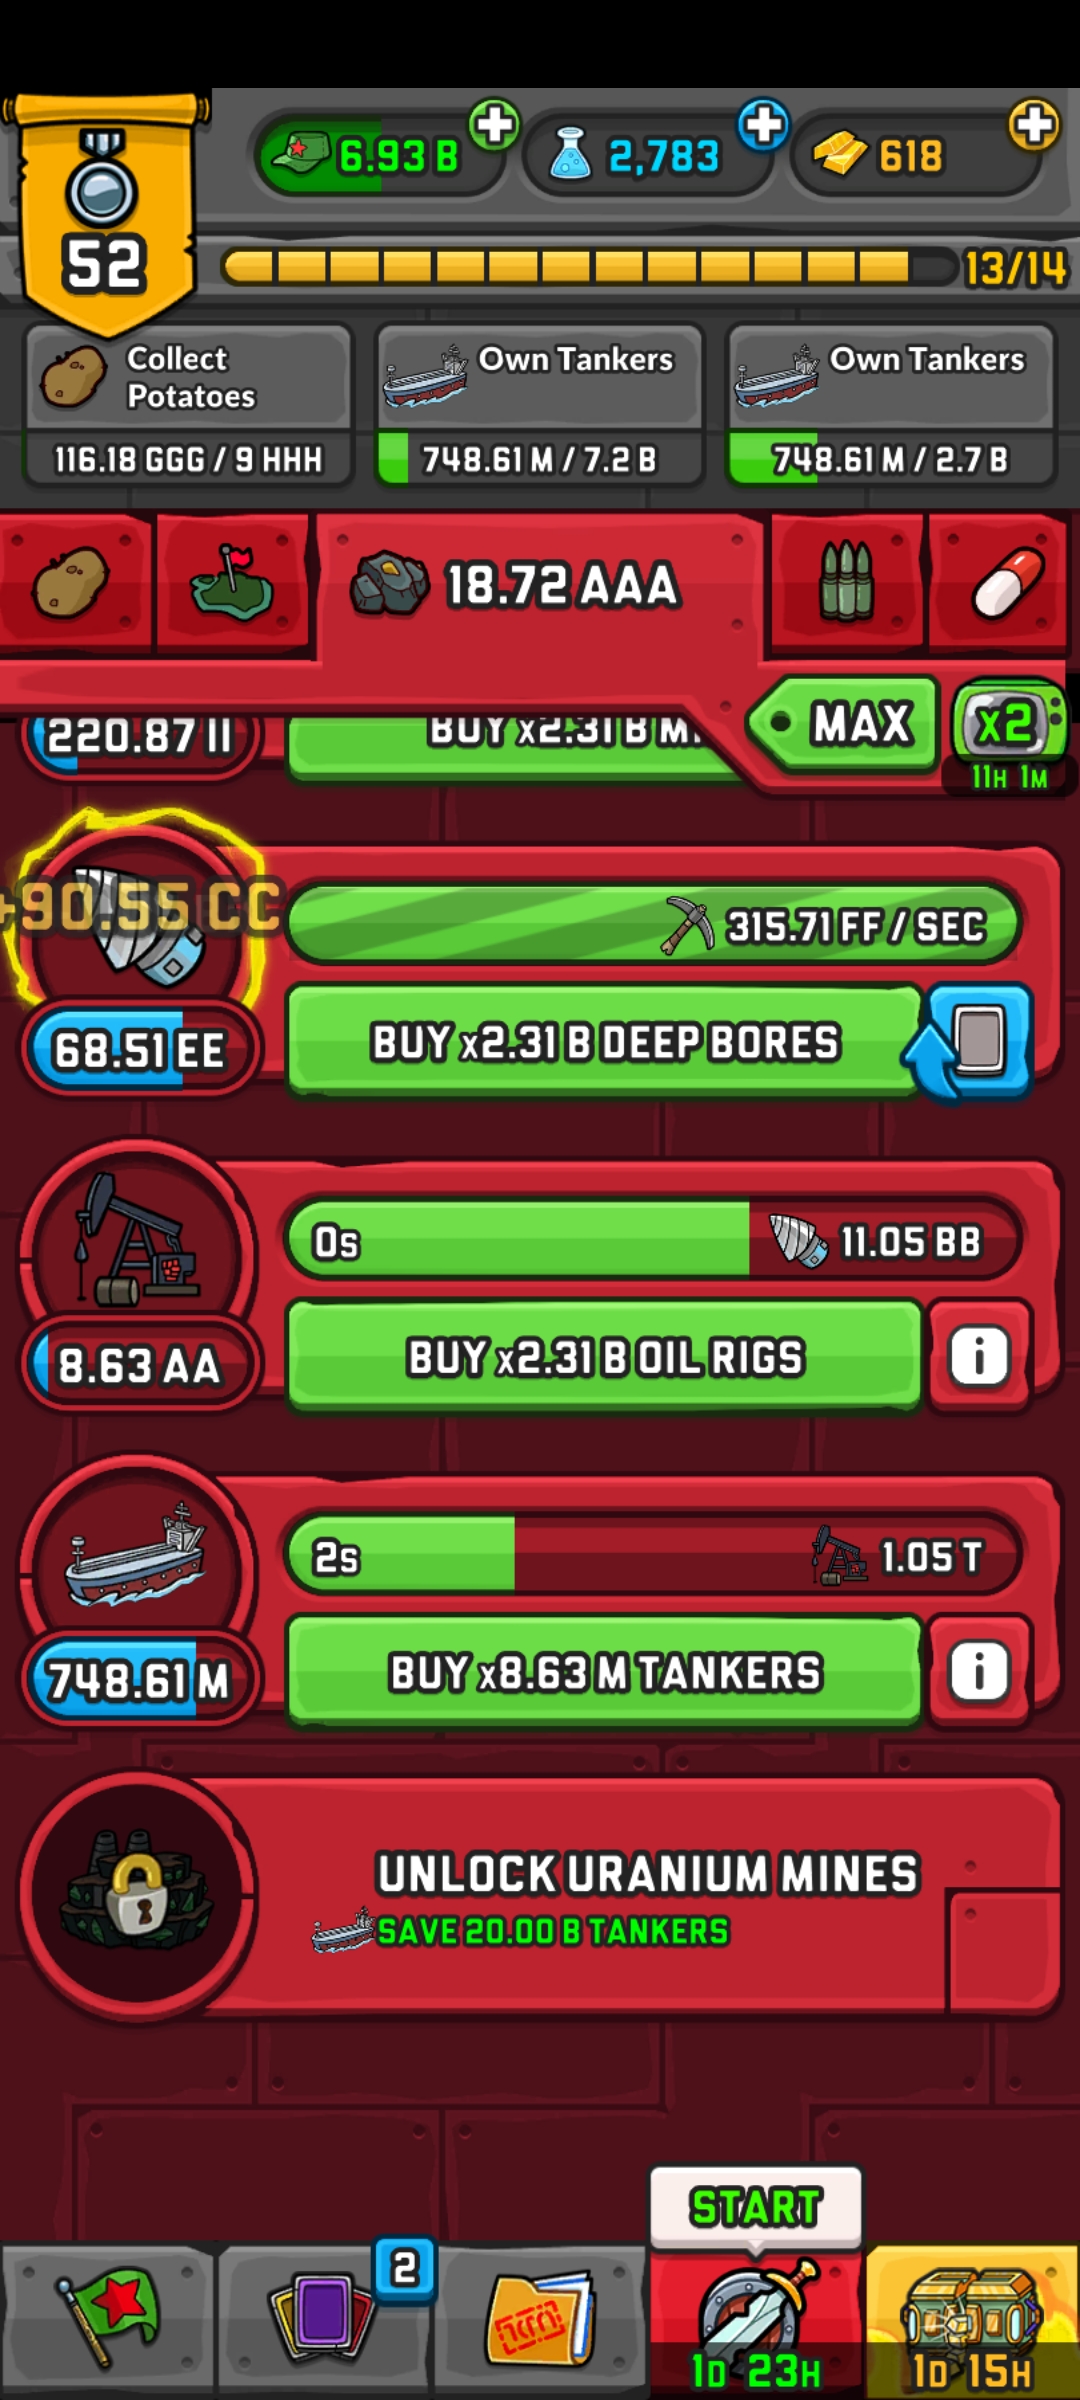 52
6.93 B
2,783
618
13/14
Collect
Potatoes
116.18 GGG / 9 HHH
Own Tankers
748.61 M / 7.2 B
Own Tankers
748.61 M / 2.7 B
18.72 AAA
MAX
x2
11H 1M
220.87 II
BUY x2.31 B
+90.55 CC
315.71 FF / SEC
68.51 EE
BUY x2.31 B DEEP BORES
0s
11.05 BB
8.63 AA
BUY x2.31 B OIL RIGS
i
2s
1.05 T
748.61 M
BUY x8.63 M TANKERS
i
UNLOCK URANIUM MINES
SAVE 20.00 B TANKERS
START
2
1D 23H
1D 15H